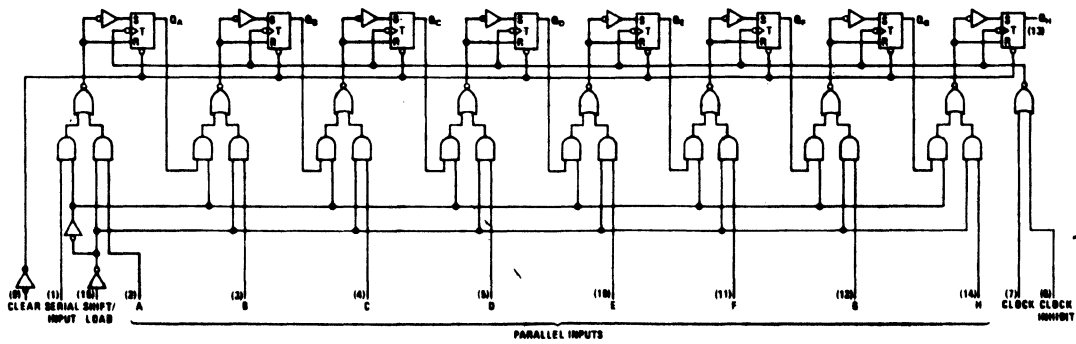 S QA S QB S QC S QD S QE S QF S QG S QH
T T T T T T T T (13)
R R R R R R R R
(9) (1) (15) (2) (3) (4) (5) (10) (11) (12) (14) (7) (6)
CLEAR SERIAL SHIFT/ A B C D E F G H CLOCK CLOCK
INPUT LOAD INHIBIT
PARALLEL INPUTS